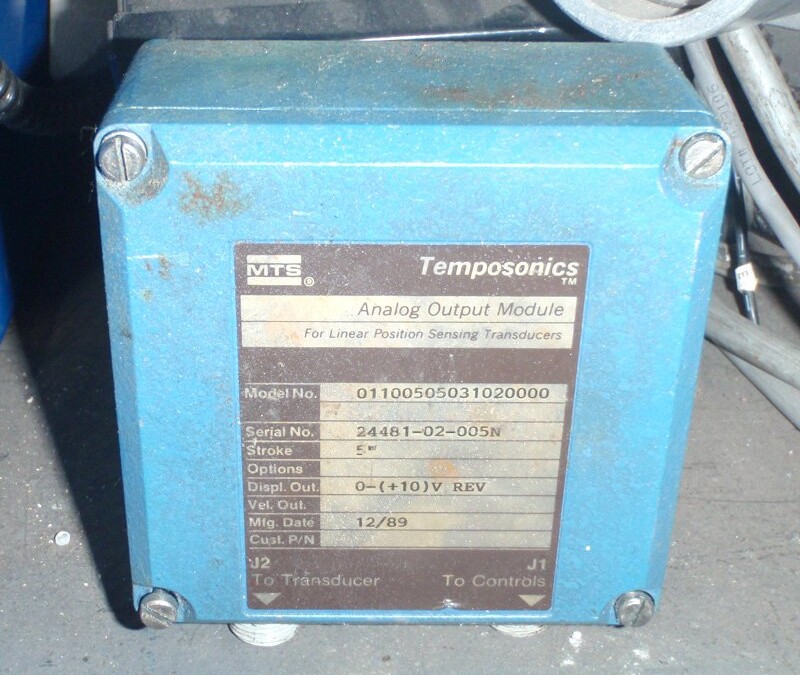 MTS ®
Temposonics ™
Analog Output Module
For Linear Position Sensing Transducers
Model No. 01100505031020000
Serial No. 24481-02-005N
Stroke 5"
Options
Displ. Out. 0-(+10)V REV
Vel. Out.
Mfg. Date 12/89
Cust. P/N
J2 J1
To Transducer To Controls